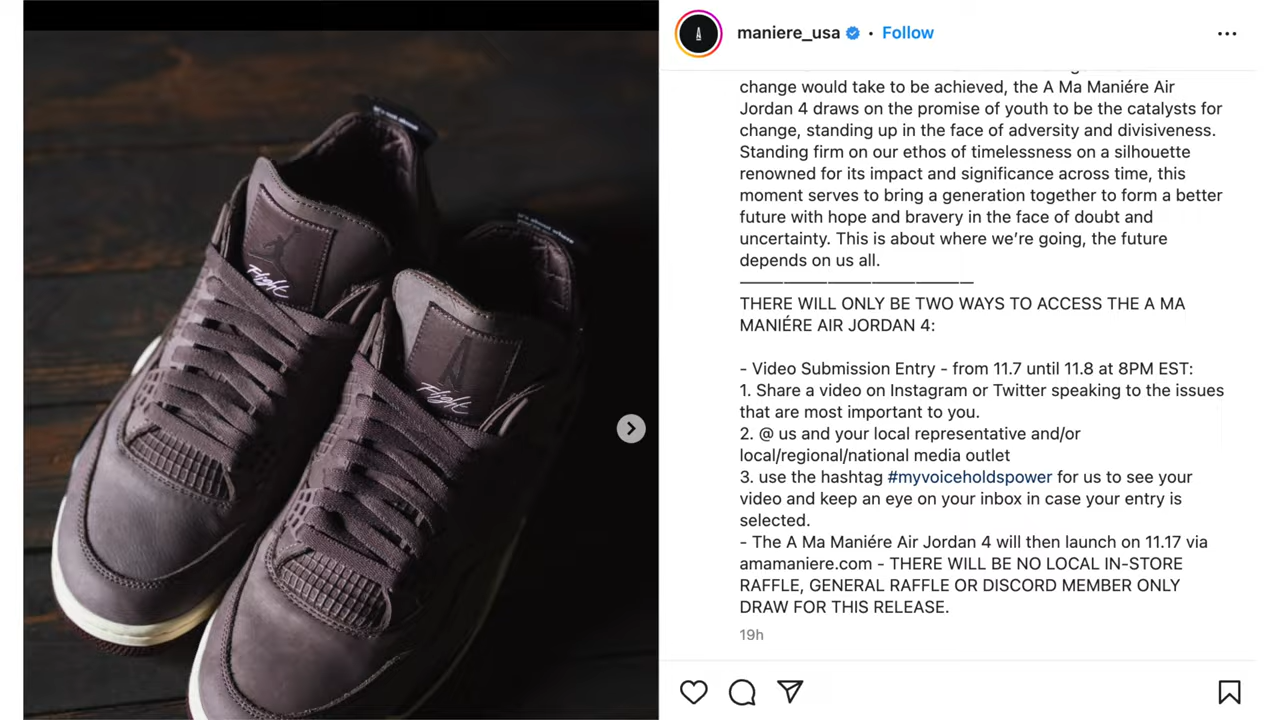 maniere_usa • Follow
change would take to be achieved, the A Ma Maniére Air
Jordan 4 draws on the promise of youth to be the catalysts for
change, standing up in the face of adversity and divisiveness.
Standing firm on our ethos of timelessness on a silhouette
renowned for its impact and significance across time, this
moment serves to bring a generation together to form a better
future with hope and bravery in the face of doubt and
uncertainty. This is about where we’re going, the future
depends on us all.
THERE WILL ONLY BE TWO WAYS TO ACCESS THE A MA
MANIÉRE AIR JORDAN 4:
- Video Submission Entry - from 11.7 until 11.8 at 8PM EST:
1. Share a video on Instagram or Twitter speaking to the issues
that are most important to you.
2. @ us and your local representative and/or
local/regional/national media outlet
3. use the hashtag #myvoiceholdspower for us to see your
video and keep an eye on your inbox in case your entry is
selected.
- The A Ma Maniére Air Jordan 4 will then launch on 11.17 via
amamaniere.com - THERE WILL BE NO LOCAL IN-STORE
RAFFLE, GENERAL RAFFLE OR DISCORD MEMBER ONLY
DRAW FOR THIS RELEASE.
19h
Flight
Flight
It's about where